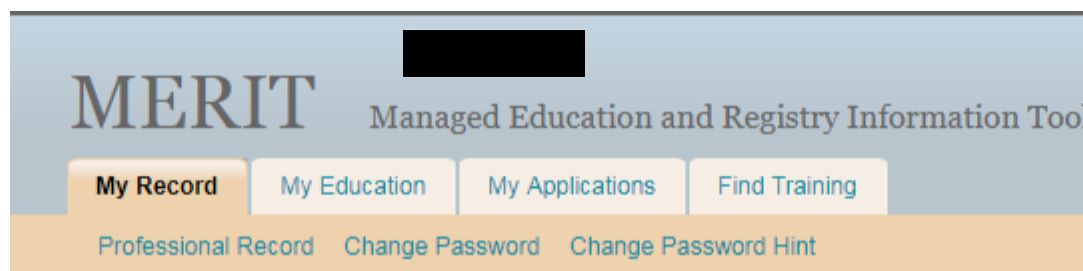 MERIT Managed Education and Registry Information Too
My Record My Education My Applications Find Training
Professional Record Change Password Change Password Hint